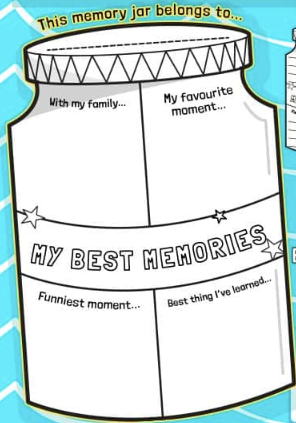 This memory jar belongs to...
With my family...
My favourite
moment...
MY BEST MEMORIES
Funniest moment...
Best thing I've learned...